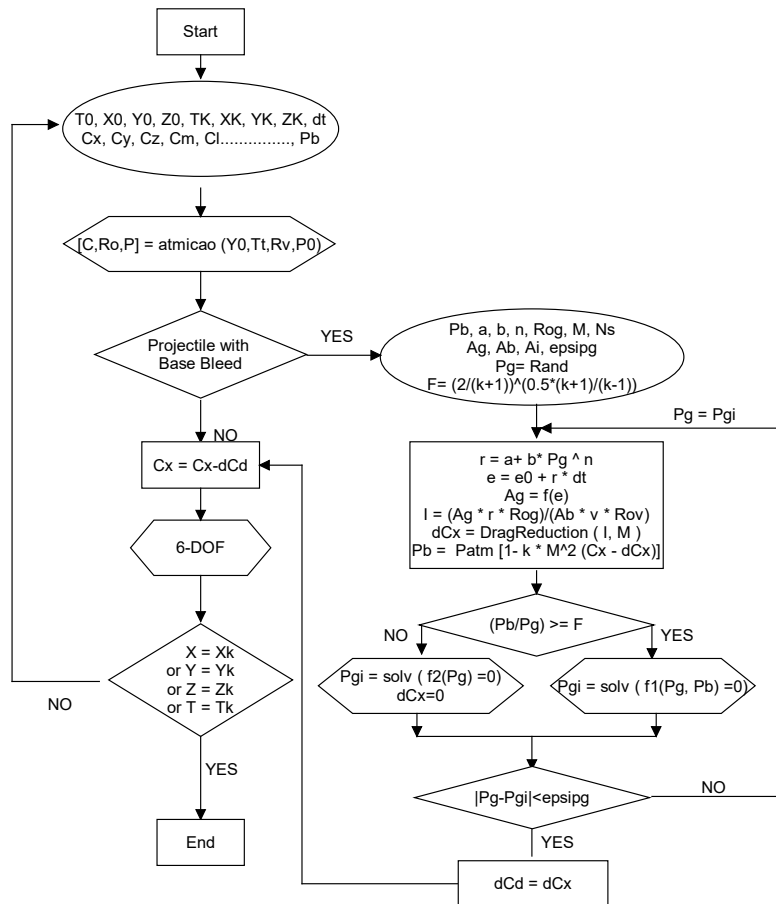 Start
T0, X0, Y0, Z0, TK, XK, YK, ZK, dt
Cx, Cy, Cz, Cm, Cl................, Pb
[C,Ro,P] = atmicao (Y0,Tt,Rv,P0)
Projectile with
Base Bleed
YES
NO
Pb, a, b, n, Rog, M, Ns
Ag, Ab, Ai, epsipg
Pg= Rand
F= (2/(k+1))^(0.5*(k+1)/(k-1))
Pg = Pgi
Cx = Cx-dCd
r = a+ b* Pg ^ n
e = e0 + r * dt
Ag = f(e)
I = (Ag * r * Rog)/(Ab * v * Rov)
dCx = DragReduction ( I, M )
Pb = Patm [1- k * M^2 (Cx - dCx)]
6-DOF
(Pb/Pg) >= F
NO
YES
X = Xk
or Y = Yk
or Z = Zk
or T = Tk
NO
YES
Pgi = solv ( f2(Pg) =0)
dCx=0
Pgi = solv ( f1(Pg, Pb) =0)
|Pg-Pgi|<epsipg
NO
YES
End
dCd = dCx